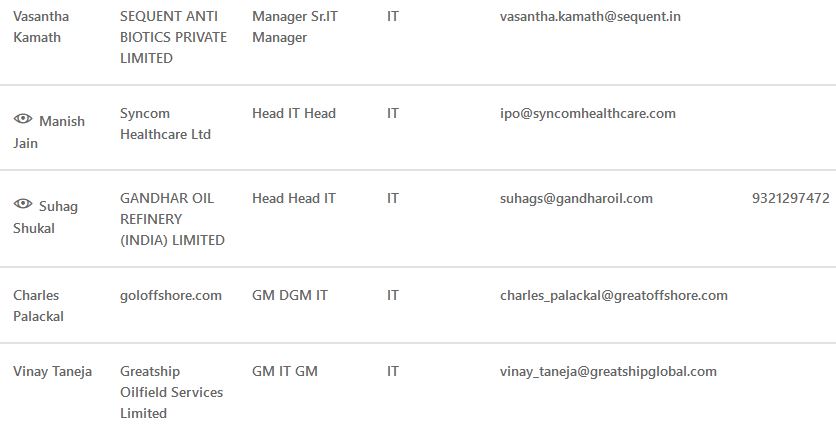 Vasantha Kamath SEQUENT ANTI BIOTICS PRIVATE LIMITED Manager Sr.IT Manager IT vasantha.kamath@sequent.in
Manish Jain Syncom Healthcare Ltd Head IT Head IT ipo@syncomhealthcare.com
Suhag Shukal GANDHAR OIL REFINERY (INDIA) LIMITED Head Head IT IT suhags@gandharoil.com 9321297472
Charles Palackal goloffshore.com GM DGM IT IT charles_palackal@greatoffshore.com
Vinay Taneja Greatship Oilfield Services Limited GM IT GM IT vinay_taneja@greatshipglobal.com